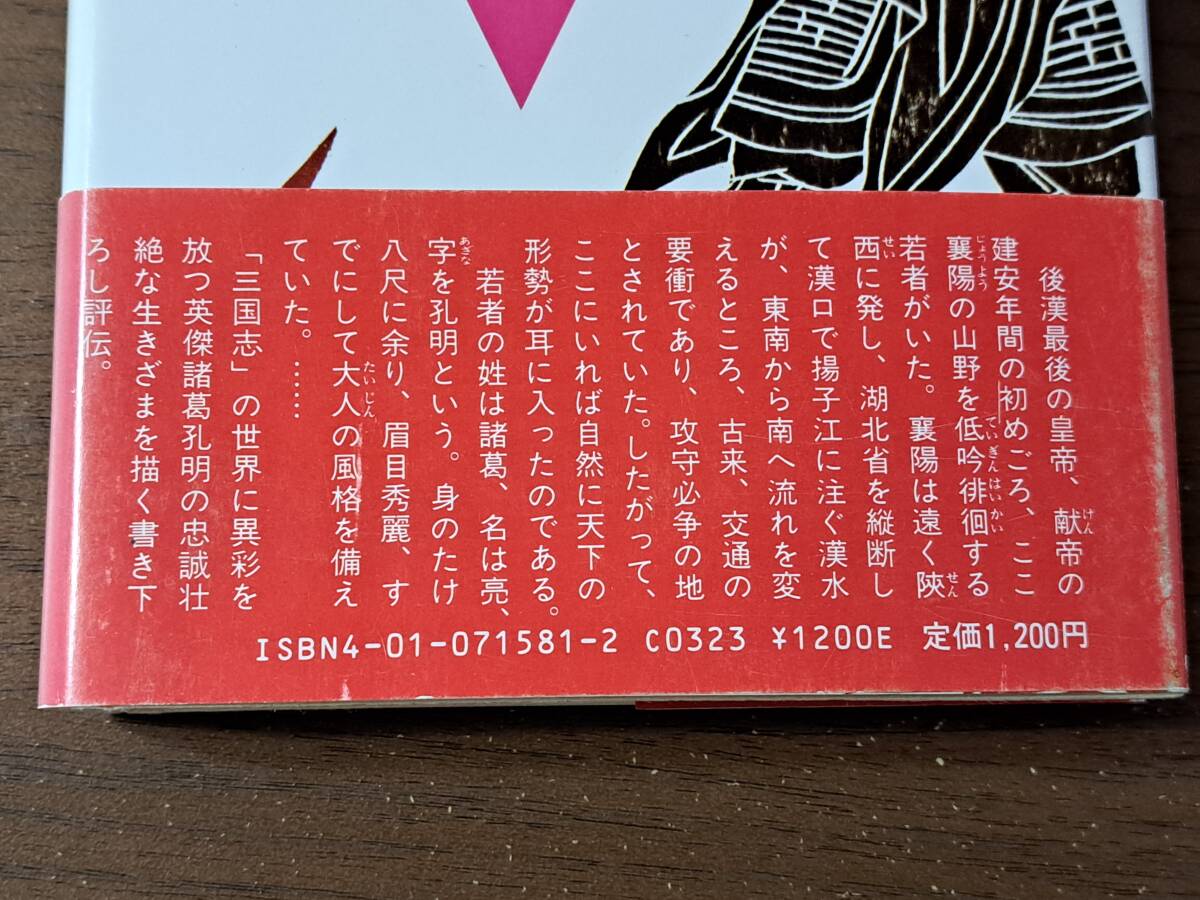 後漢最後の皇帝、献帝の
建安年間の初めごろ、ここ
襄陽の山野を低吟徘徊する
若者がいた。襄陽は遠く陝
西に発し、湖北省を縦断し
て漢口で揚子江に注ぐ漢水
が、東南から南へ流れを変
えるところ、古来、交通の
要衝であり、攻守必争の地
とされていた。したがって、
ここにいれば自然に天下の
形勢が耳に入ったのである。
若者の姓は諸葛、名は亮、
字を孔明という。身のたけ
八尺に余り、眉目秀麗、す
でにして大人の風格を備え
ていた。……
「三国志」の世界に異彩を
放つ英傑諸葛孔明の忠誠壮
絶な生きざまを描く書き下
ろし評伝。
ISBN4-01-071581-2 C0323 ¥1200E 定価1,200円